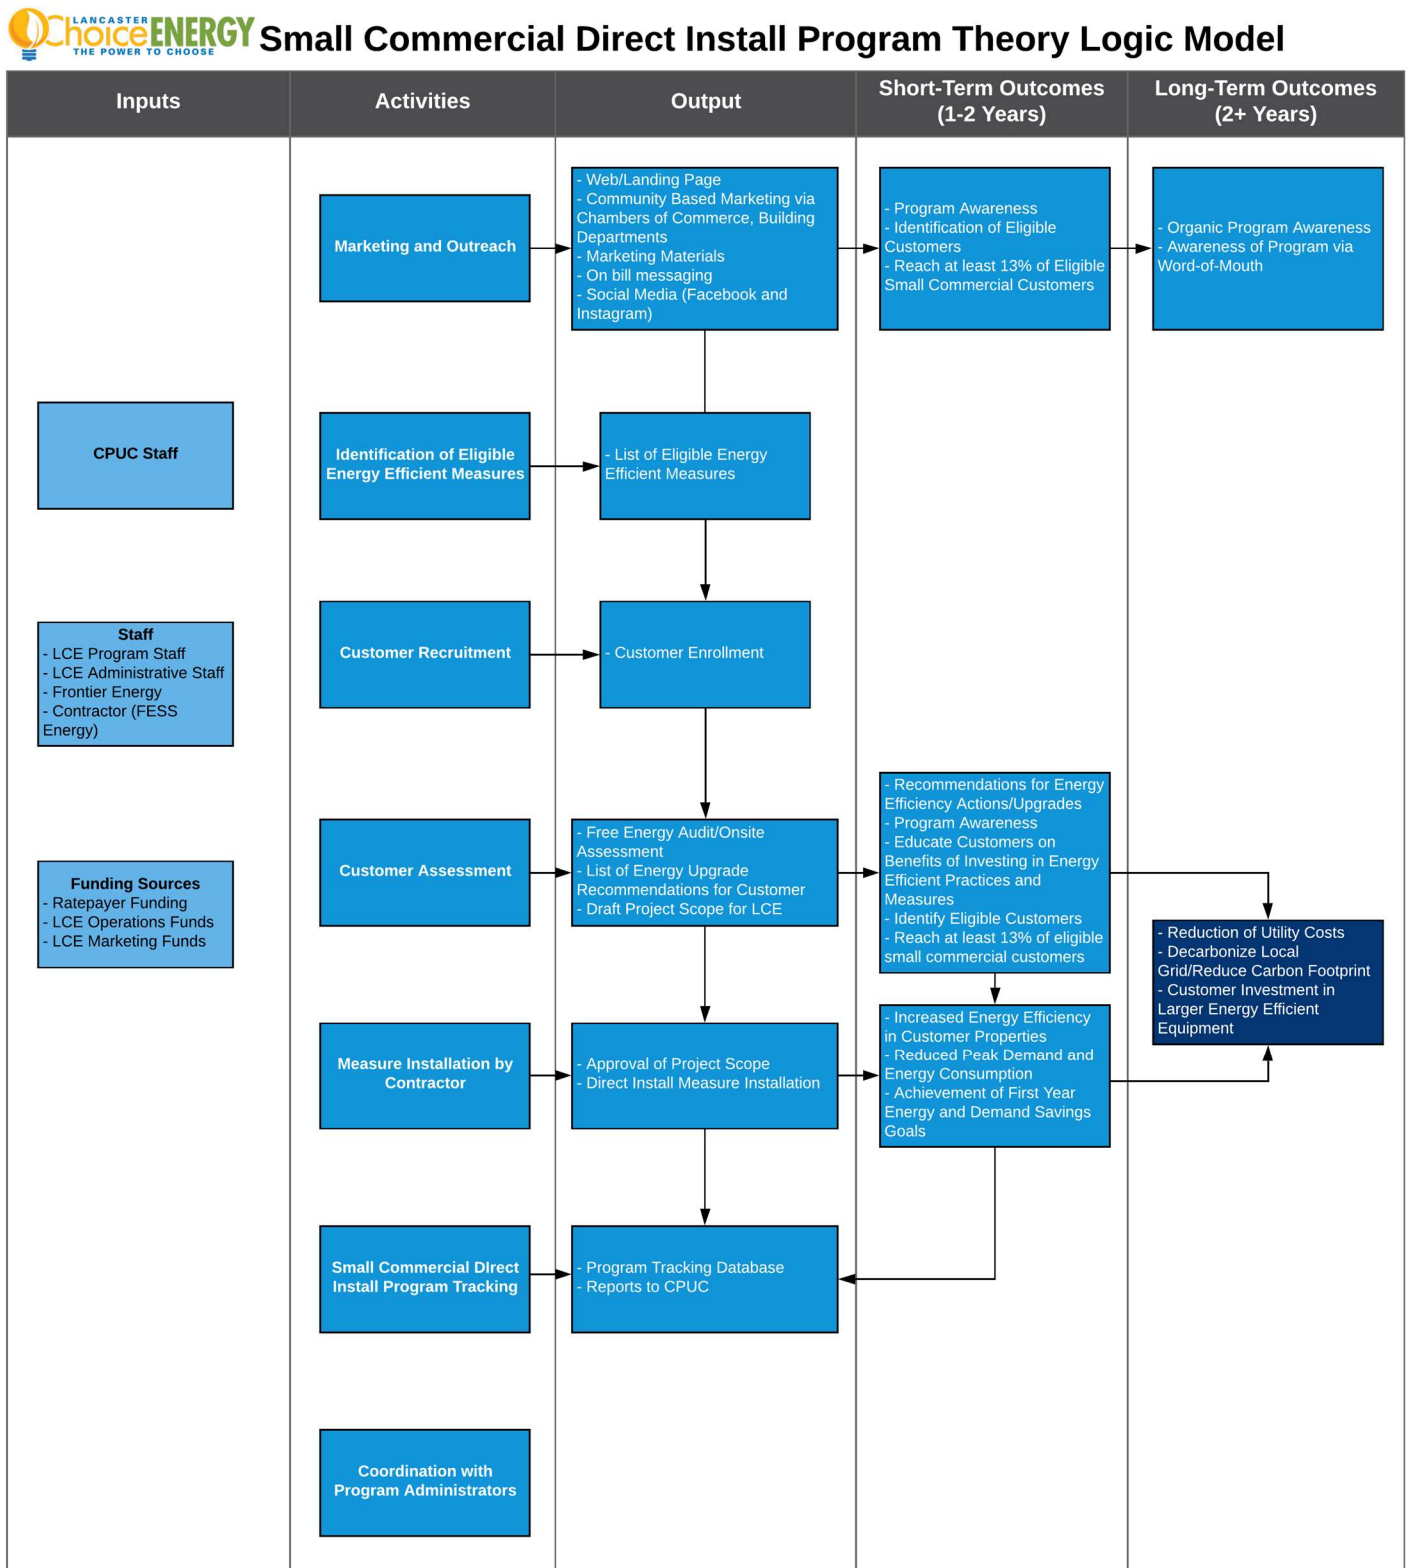 LANCASTER
Choice ENERGY
THE POWER TO CHOOSE
Small Commercial Direct Install Program Theory Logic Model
Inputs
Activities
Output
Short-Term Outcomes
(1-2 Years)
Long-Term Outcomes
(2+ Years)
Marketing and Outreach
- Web/Landing Page
- Community Based Marketing via
Chambers of Commerce, Building
Departments
- Marketing Materials
- On bill messaging
- Social Media (Facebook and
Instagram)
- Program Awareness
- Identification of Eligible
Customers
- Reach at least 13% of Eligible
Small Commercial Customers
- Organic Program Awareness
- Awareness of Program via
Word-of-Mouth
CPUC Staff
Identification of Eligible
Energy Efficient Measures
- List of Eligible Energy
Efficient Measures
Staff
- LCE Program Staff
- LCE Administrative Staff
- Frontier Energy
- Contractor (FESS
Energy)
Customer Recruitment
- Customer Enrollment
Funding Sources
- Ratepayer Funding
- LCE Operations Funds
- LCE Marketing Funds
Customer Assessment
- Free Energy Audit/Onsite
Assessment
- List of Energy Upgrade
Recommendations for Customer
- Draft Project Scope for LCE
- Recommendations for Energy
Efficiency Actions/Upgrades
- Program Awareness
- Educate Customers on
Benefits of Investing in Energy
Efficient Practices and
Measures
- Identify Eligible Customers
- Reach at least 13% of eligible
small commercial customers
- Reduction of Utility Costs
- Decarbonize Local
Grid/Reduce Carbon Footprint
- Customer Investment in
Larger Energy Efficient
Equipment
Measure Installation by
Contractor
- Approval of Project Scope
- Direct Install Measure Installation
- Increased Energy Efficiency
in Customer Properties
- Reduced Peak Demand and
Energy Consumption
- Achievement of First Year
Energy and Demand Savings
Goals
Small Commercial DIrect
Install Program Tracking
- Program Tracking Database
- Reports to CPUC
Coordination with
Program Administrators